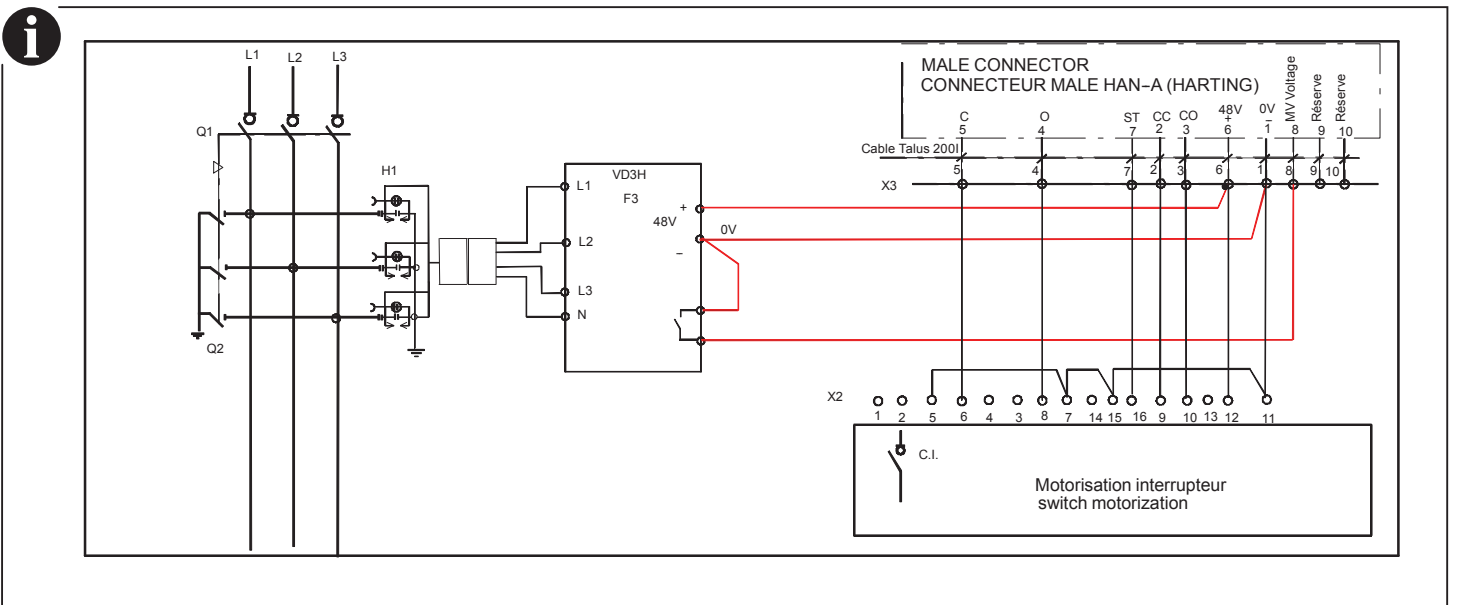 i
L1 L2 L3
Q1
H1
Q2
VD3H
F3
L1
L2
L3
N
+
48V
0V
−
MALE CONNECTOR
CONNECTEUR MALE HAN-A (HARTING)
C O ST CC CO 48V 0V MV Voltage Réserve Réserve
+ −
5 4 7 2 3 6 1 8 9 10
Cable Talus 200I
5 4 7 2 3 6 1 8 9 10
X3
X2
1 2 5 6 4 3 8 7 14 15 16 9 10 13 12 11
C.I.
Motorisation interrupteur
switch motorization